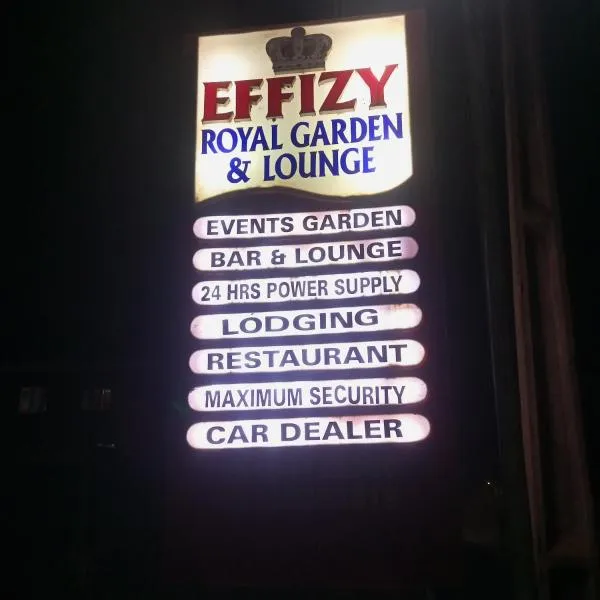 EFFIZY
ROYAL GARDEN
& LOUNGE
EVENTS GARDEN
BAR & LOUNGE
24 HRS POWER SUPPLY
LODGING
RESTAURANT
MAXIMUM SECURITY
CAR DEALER